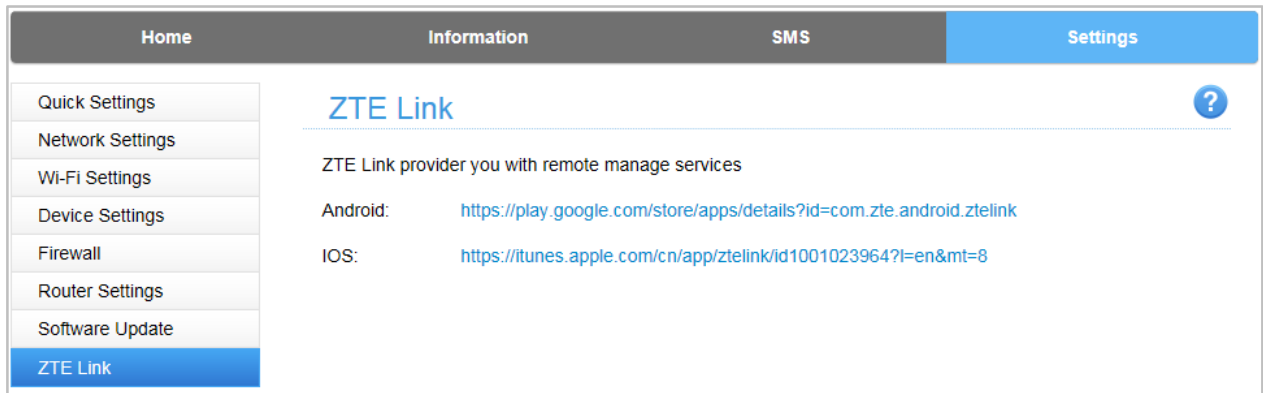 Home Information SMS Settings
Quick Settings
Network Settings
Wi-Fi Settings
Device Settings
Firewall
Router Settings
Software Update
ZTE Link
ZTE Link ?
ZTE Link provider you with remote manage services
Android: https://play.google.com/store/apps/details?id=com.zte.android.ztelink
IOS: https://itunes.apple.com/cn/app/ztelink/id1001023964?l=en&mt=8